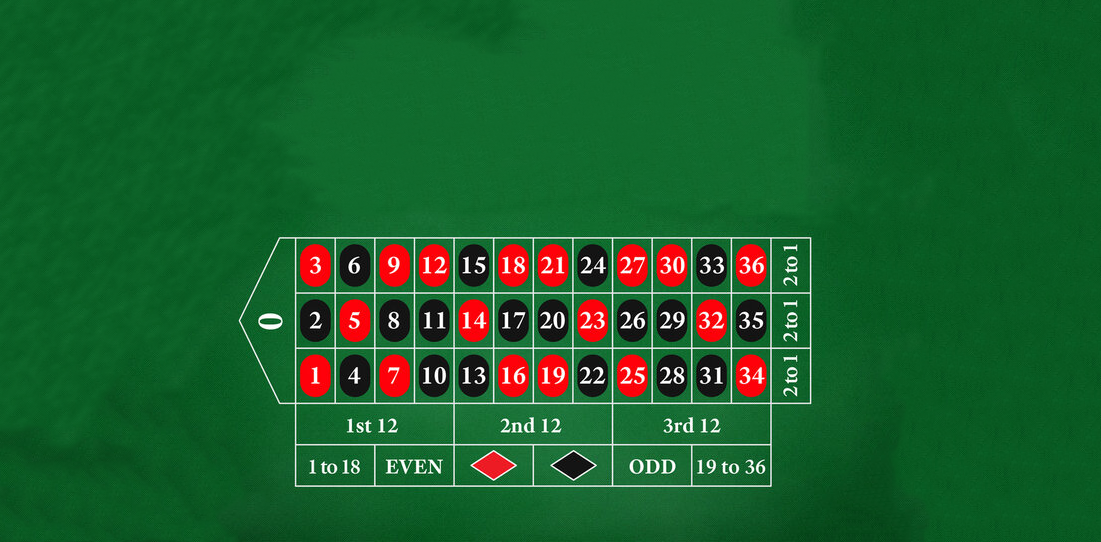 3 6 9 12 15 18 21 24 27 30 33 36 2 to 1
0 2 5 8 11 14 17 20 23 26 29 32 35 2 to 1
1 4 7 10 13 16 19 22 25 28 31 34 2 to 1
1st 12 2nd 12 3rd 12
1 to 18 EVEN ODD 19 to 36